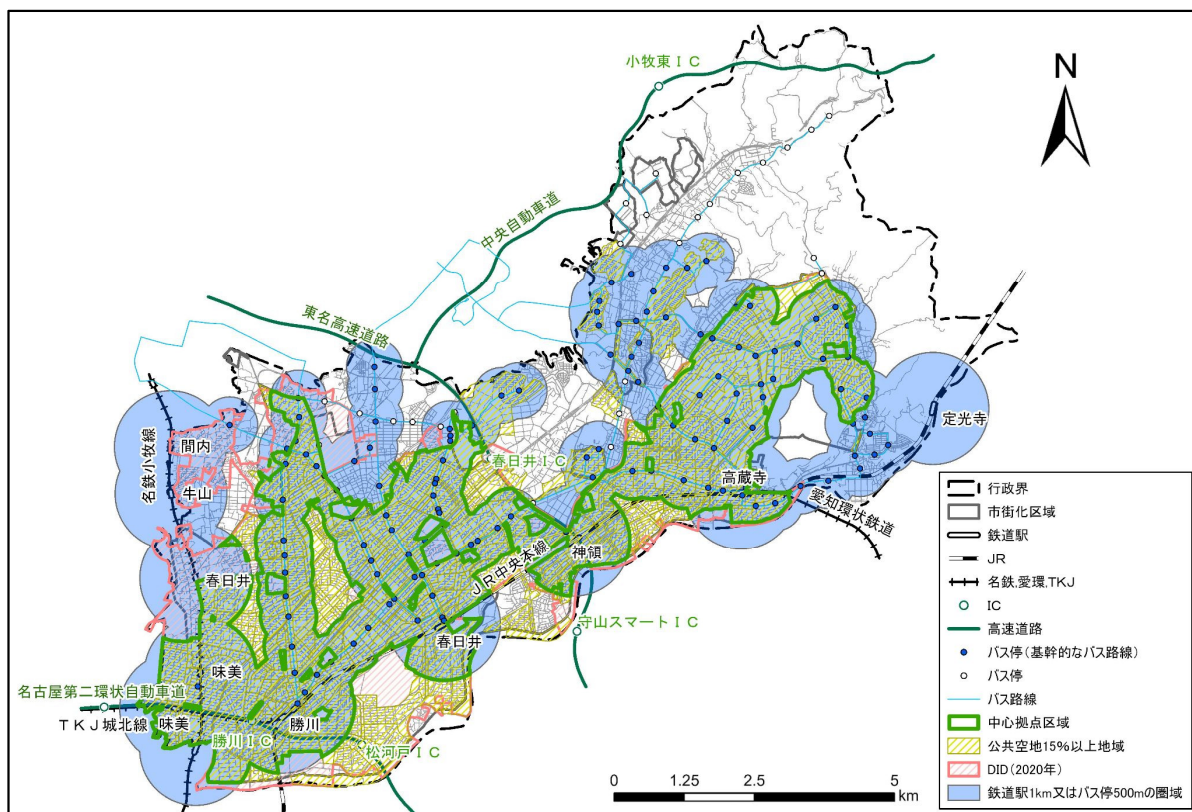 小牧東ＩＣ
N
中央自動車道
東名高速道路
定光寺
名鉄小牧線
間内
牛山
春日井ＩＣ
高蔵寺
愛知環状鉄道
ＪＲ中央本線
神領
春日井
守山スマートＩＣ
春日井
味美
名古屋第二環状自動車道
ＴＫＪ城北線
味美
勝川
勝川ＩＣ
松河戸ＩＣ
0 1.25 2.5 5
km
行政界
市街化区域
鉄道駅
JR
名鉄,愛環,TKJ
IC
高速道路
バス停(基幹的なバス路線)
バス停
バス路線
中心拠点区域
公共空地15%以上地域
DID(2020年)
鉄道駅1km又はバス停500mの圏域